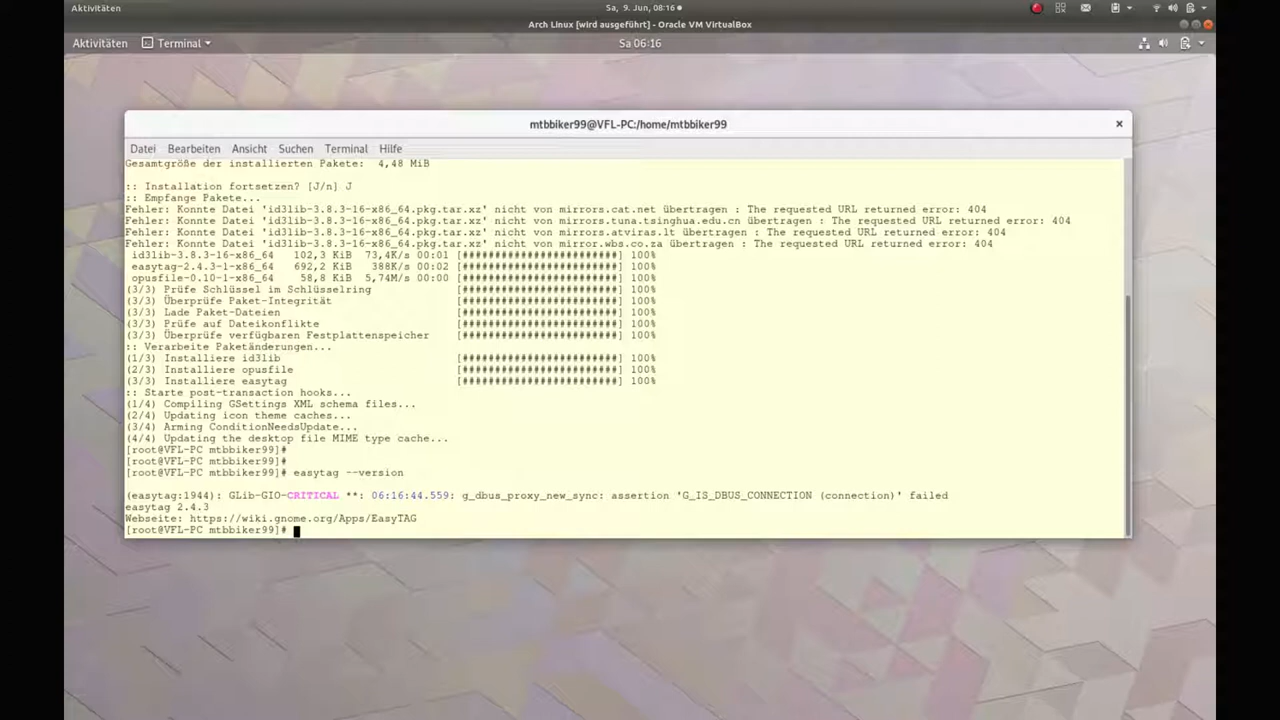 Aktivitäten
Sa, 9. Jun, 08:16
Arch Linux [wird ausgeführt] - Oracle VM VirtualBox
Aktivitäten Terminal Sa 06:16
mtbbiker99@VFL-PC:/home/mtbbiker99
Datei Bearbeiten Ansicht Suchen Terminal Hilfe
Gesamtgröße der installierten Pakete: 4,48 MiB
:: Installation fortsetzen? [J/n] J
:: Empfange Pakete...
Fehler: Konnte Datei 'id3lib-3.8.3-16-x86_64.pkg.tar.xz' nicht von mirrors.cat.net übertragen : The requested URL returned error: 404
Fehler: Konnte Datei 'id3lib-3.8.3-16-x86_64.pkg.tar.xz' nicht von mirrors.tuna.tsinghua.edu.cn übertragen : The requested URL returned error: 404
Fehler: Konnte Datei 'id3lib-3.8.3-16-x86_64.pkg.tar.xz' nicht von mirrors.atviras.lt übertragen : The requested URL returned error: 404
Fehler: Konnte Datei 'id3lib-3.8.3-16-x86_64.pkg.tar.xz' nicht von mirror.wbs.co.za übertragen : The requested URL returned error: 404
id3lib-3.8.3-16-x86_64 102,3 KiB 73,4K/s 00:01 [########################] 100%
easytag-2.4.3-1-x86_64 692,2 KiB 388K/s 00:02 [########################] 100%
opusfile-0.10-1-x86_64 58,8 KiB 5,74M/s 00:00 [########################] 100%
(3/3) Prüfe Schlüssel im Schlüsselring [########################] 100%
(3/3) Überprüfe Paket-Integrität [########################] 100%
(3/3) Lade Paket-Dateien [########################] 100%
(3/3) Prüfe auf Dateikonflikte [########################] 100%
(3/3) Überprüfe verfügbaren Festplattenspeicher [########################] 100%
:: Verarbeite Paketänderungen...
(1/3) Installiere id3lib [########################] 100%
(2/3) Installiere opusfile [########################] 100%
(3/3) Installiere easytag [########################] 100%
:: Starte post-transaction hooks...
(1/4) Compiling GSettings XML schema files...
(2/4) Updating icon theme caches...
(3/4) Arming ConditionNeedsUpdate...
(4/4) Updating the desktop file MIME type cache...
[root@VFL-PC mtbbiker99]#
[root@VFL-PC mtbbiker99]#
[root@VFL-PC mtbbiker99]# easytag --version
(easytag:1944): GLib-GIO-CRITICAL **: 06:16:44.559: g_dbus_proxy_new_sync: assertion 'G_IS_DBUS_CONNECTION (connection)' failed
easytag 2.4.3
Webseite: https://wiki.gnome.org/Apps/EasyTAG
[root@VFL-PC mtbbiker99]#